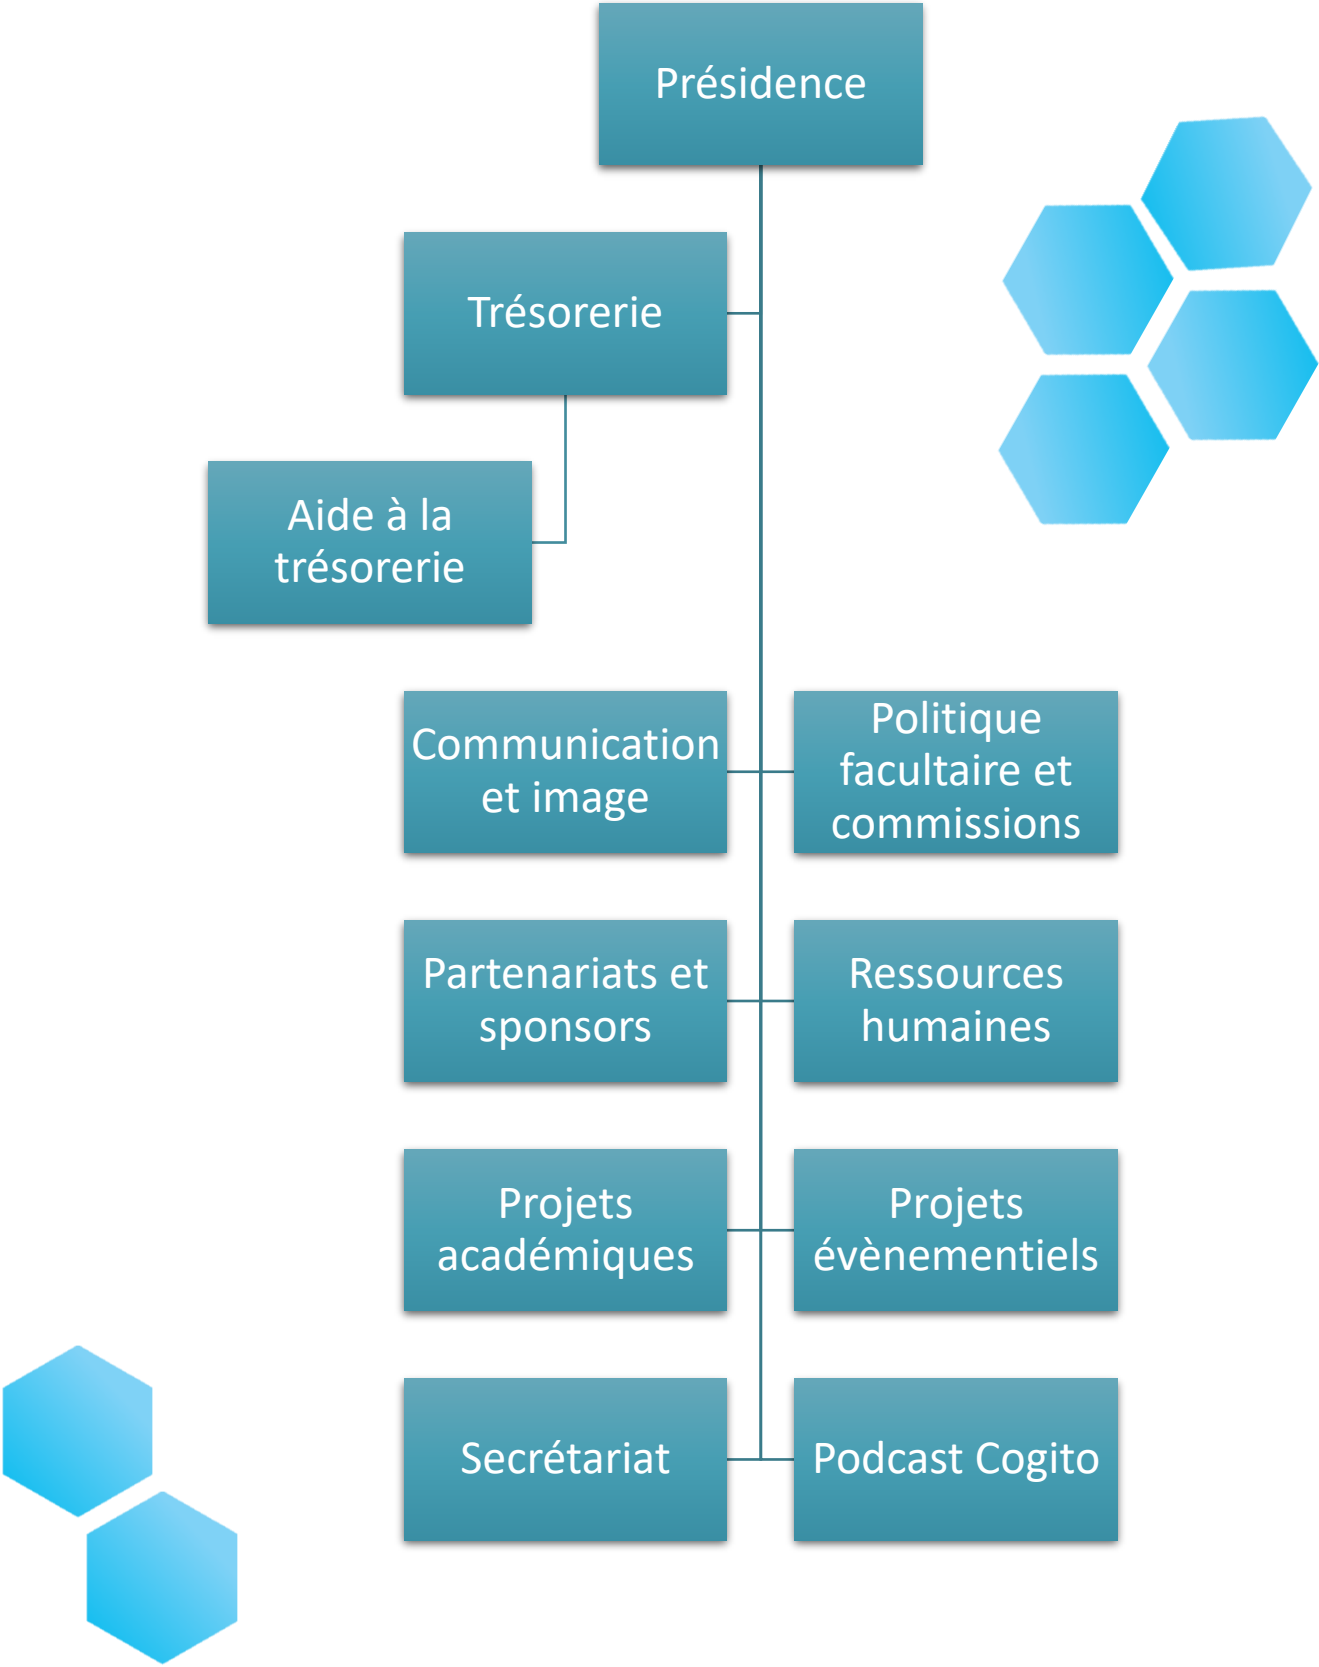 Présidence
Trésorerie
Aide à la
trésorerie
Communication
et image
Politique
facultaire et
commissions
Partenariats et
sponsors
Ressources
humaines
Projets
académiques
Projets
évènementiels
Secrétariat
Podcast Cogito